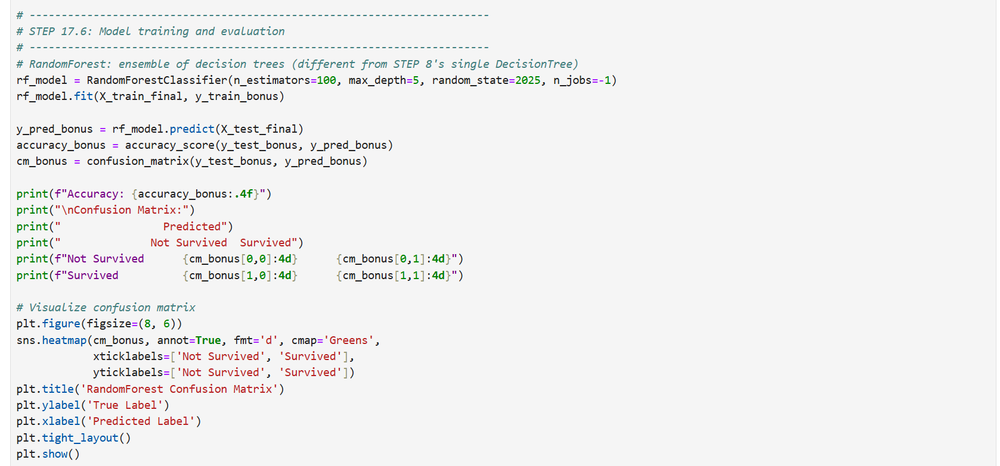 # ------------------------------------------------------------------------
# STEP 17.6: Model training and evaluation
# ------------------------------------------------------------------------
# RandomForest: ensemble of decision trees (different from STEP 8's single DecisionTree)
rf_model = RandomForestClassifier(n_estimators=100, max_depth=5, random_state=2025, n_jobs=-1)
rf_model.fit(X_train_final, y_train_bonus)

y_pred_bonus = rf_model.predict(X_test_final)
accuracy_bonus = accuracy_score(y_test_bonus, y_pred_bonus)
cm_bonus = confusion_matrix(y_test_bonus, y_pred_bonus)

print(f"Accuracy: {accuracy_bonus:.4f}")
print("\nConfusion Matrix:")
print("                Predicted")
print("              Not Survived  Survived")
print(f"Not Survived      {cm_bonus[0,0]:4d}      {cm_bonus[0,1]:4d}")
print(f"Survived          {cm_bonus[1,0]:4d}      {cm_bonus[1,1]:4d}")

# Visualize confusion matrix
plt.figure(figsize=(8, 6))
sns.heatmap(cm_bonus, annot=True, fmt='d', cmap='Greens',
            xticklabels=['Not Survived', 'Survived'],
            yticklabels=['Not Survived', 'Survived'])
plt.title('RandomForest Confusion Matrix')
plt.ylabel('True Label')
plt.xlabel('Predicted Label')
plt.tight_layout()
plt.show()